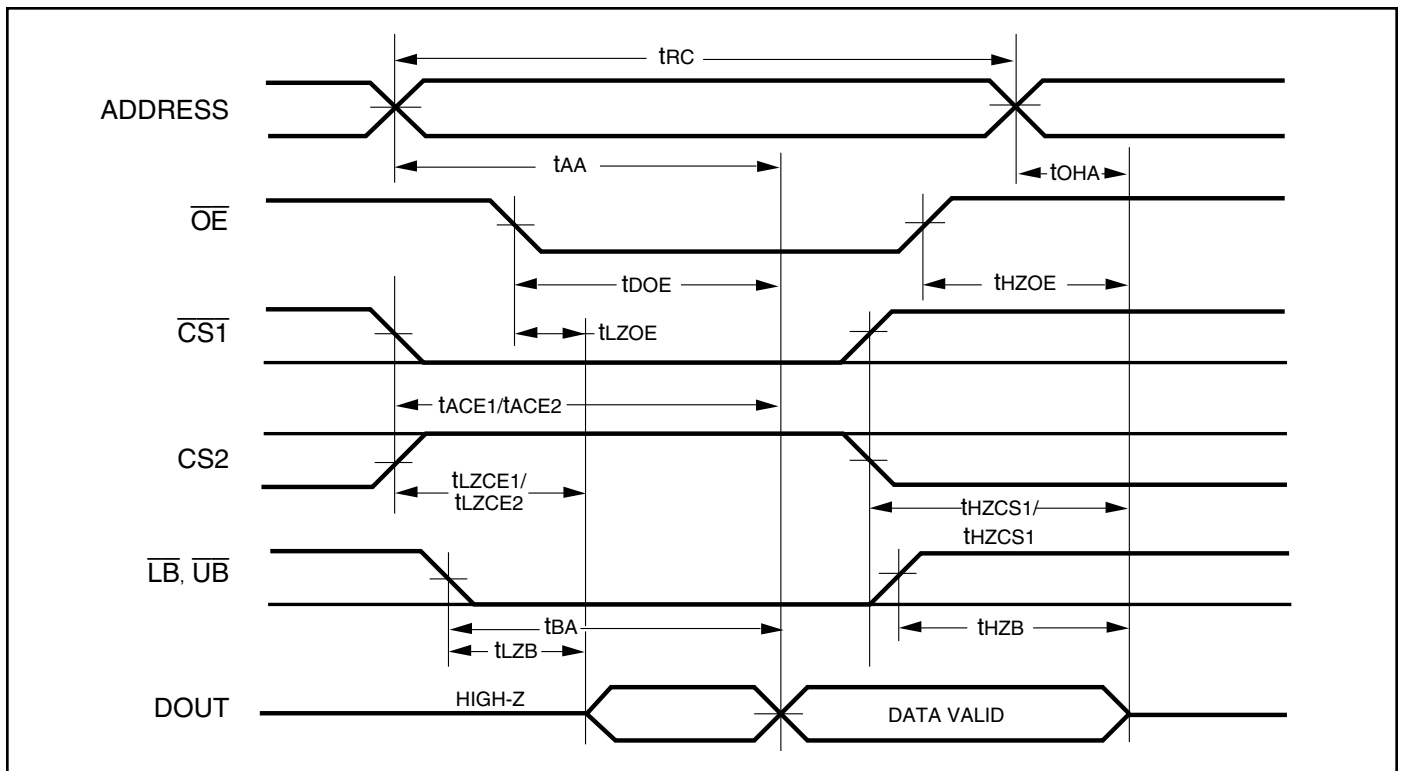 tRC
ADDRESS
tAA
tOHA
OE
tDOE
tHZOE
CS1
tLZOE
tACE1/tACE2
CS2
tLZCE1/
tLZCE2
tHZCS1/
tHZCS1
LB, UB
tBA
tHZB
tLZB
HIGH-Z
DOUT
DATA VALID